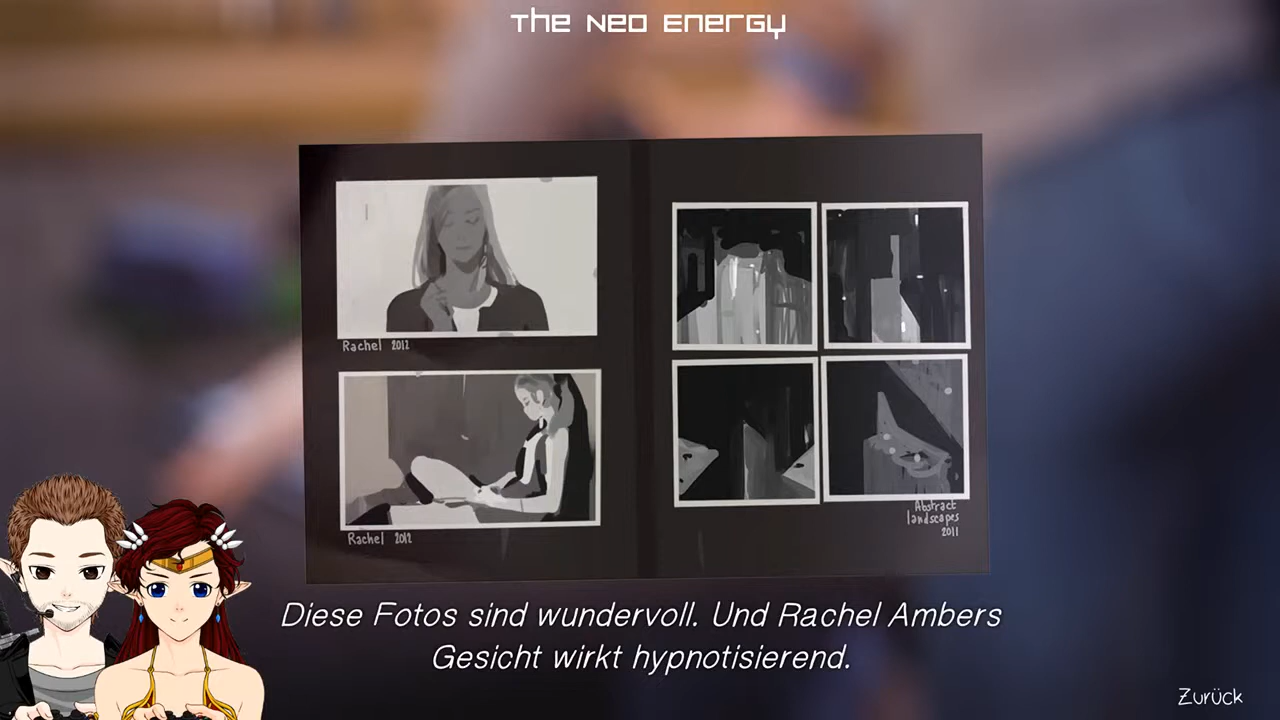 THE NEO ENERGY
Rachel 2012
Rachel 2012
Abstract
landscapes
2011
Diese Fotos sind wundervoll. Und Rachel Ambers
Gesicht wirkt hypnotisierend.
Zurück